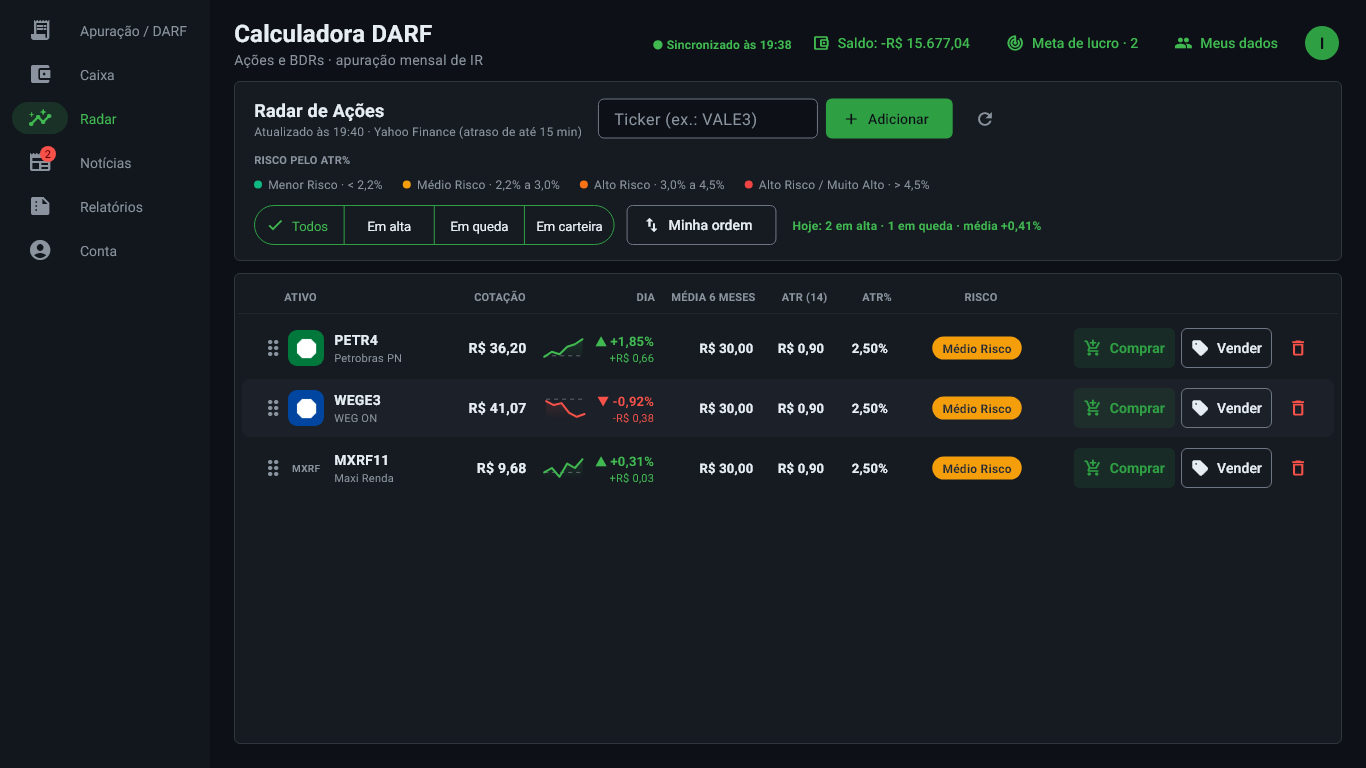 Apuração / DARF
Caixa
Radar
2
Notícias
Relatórios
Conta
Calculadora DARF
Ações e BDRs · apuração mensal de IR
Sincronizado às 19:38
Saldo: -R$ 15.677,04
Meta de lucro · 2
Meus dados
I
Radar de Ações
Atualizado às 19:40 · Yahoo Finance (atraso de até 15 min)
Ticker (ex.: VALE3)
+ Adicionar
RISCO PELO ATR%
Menor Risco · < 2,2% Médio Risco · 2,2% a 3,0% Alto Risco · 3,0% a 4,5% Alto Risco / Muito Alto · > 4,5%
Todos Em alta Em queda Em carteira Minha ordem Hoje: 2 em alta · 1 em queda · média +0,41%
ATIVO COTAÇÃO DIA MÉDIA 6 MESES ATR (14) ATR% RISCO
PETR4
Petrobras PN
R$ 36,20
+1,85%
+R$ 0,66
R$ 30,00 R$ 0,90 2,50% Médio Risco Comprar Vender
WEGE3
WEG ON
R$ 41,07
-0,92%
-R$ 0,38
R$ 30,00 R$ 0,90 2,50% Médio Risco Comprar Vender
MXRF
MXRF11
Maxi Renda
R$ 9,68
+0,31%
+R$ 0,03
R$ 30,00 R$ 0,90 2,50% Médio Risco Comprar Vender